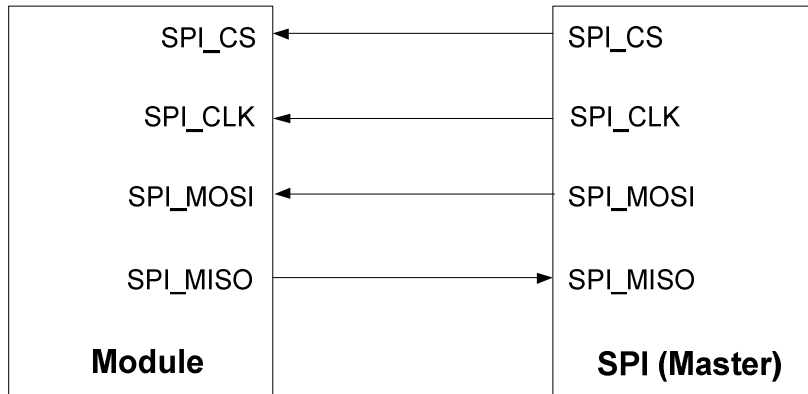 SPI_CS SPI_CS
SPI_CLK SPI_CLK
SPI_MOSI SPI_MOSI
SPI_MISO SPI_MISO
Module SPI (Master)